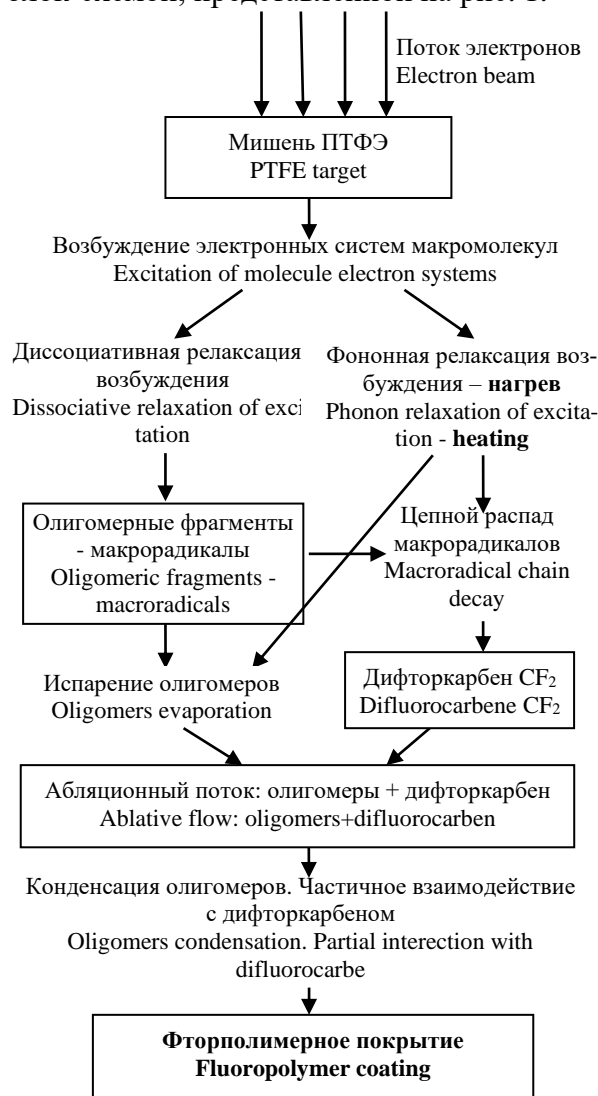 Поток электронов
Electron beam
Мишень ПТФЭ
PTFE target
Возбуждение электронных систем макромолекул
Excitation of molecule electron systems
Диссоциативная релаксация
возбуждения
Dissociative relaxation of exci
tation
Фононная релаксация воз-
буждения – нагрев
Phonon relaxation of excita-
tion - heating
Олигомерные фрагменты
- макрорадикалы
Oligomeric fragments -
macroradicals
Цепной распад
макрорадикалов
Macroradical chain
decay
Испарение олигомеров
Oligomers evaporation
Дифторкарбен CF2
Difluorocarbene CF2
Абляционный поток: олигомеры + дифторкарбен
Ablative flow: oligomers+difluorocarben
Конденсация олигомеров. Частичное взаимодействие
с дифторкарбеном
Oligomers condensation. Partial interection with
difluorocarbe
Фторполимерное покрытие
Fluoropolymer coating